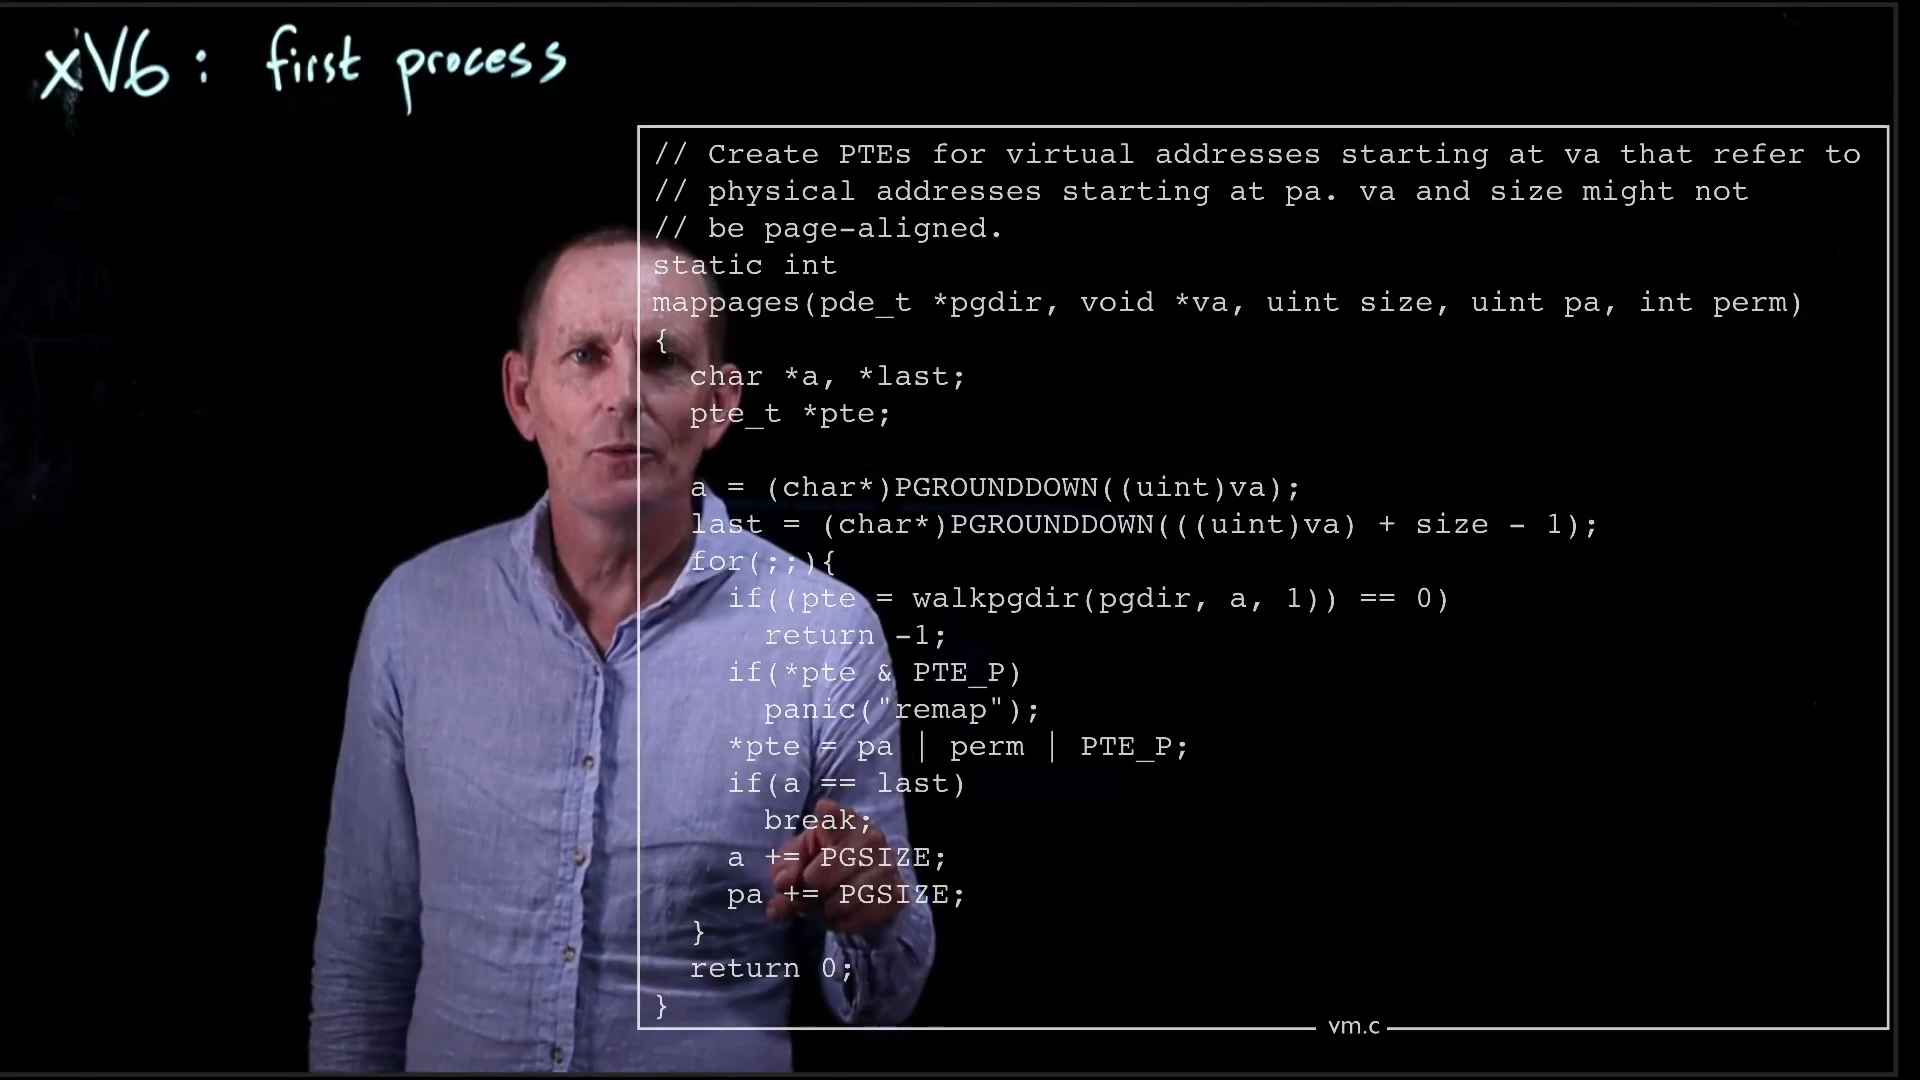 xV6: first process
// Create PTEs for virtual addresses starting at va that refer to
// physical addresses starting at pa. va and size might not
// be page-aligned.
static int
mappages(pde_t *pgdir, void *va, uint size, uint pa, int perm)
{
  char *a, *last;
  pte_t *pte;

  a = (char*)PGROUNDDOWN((uint)va);
  last = (char*)PGROUNDDOWN(((uint)va) + size - 1);
  for(;;){
    if((pte = walkpgdir(pgdir, a, 1)) == 0)
      return -1;
    if(*pte & PTE_P)
      panic("remap");
    *pte = pa | perm | PTE_P;
    if(a == last)
      break;
    a += PGSIZE;
    pa += PGSIZE;
  }
  return 0;
}
vm.c